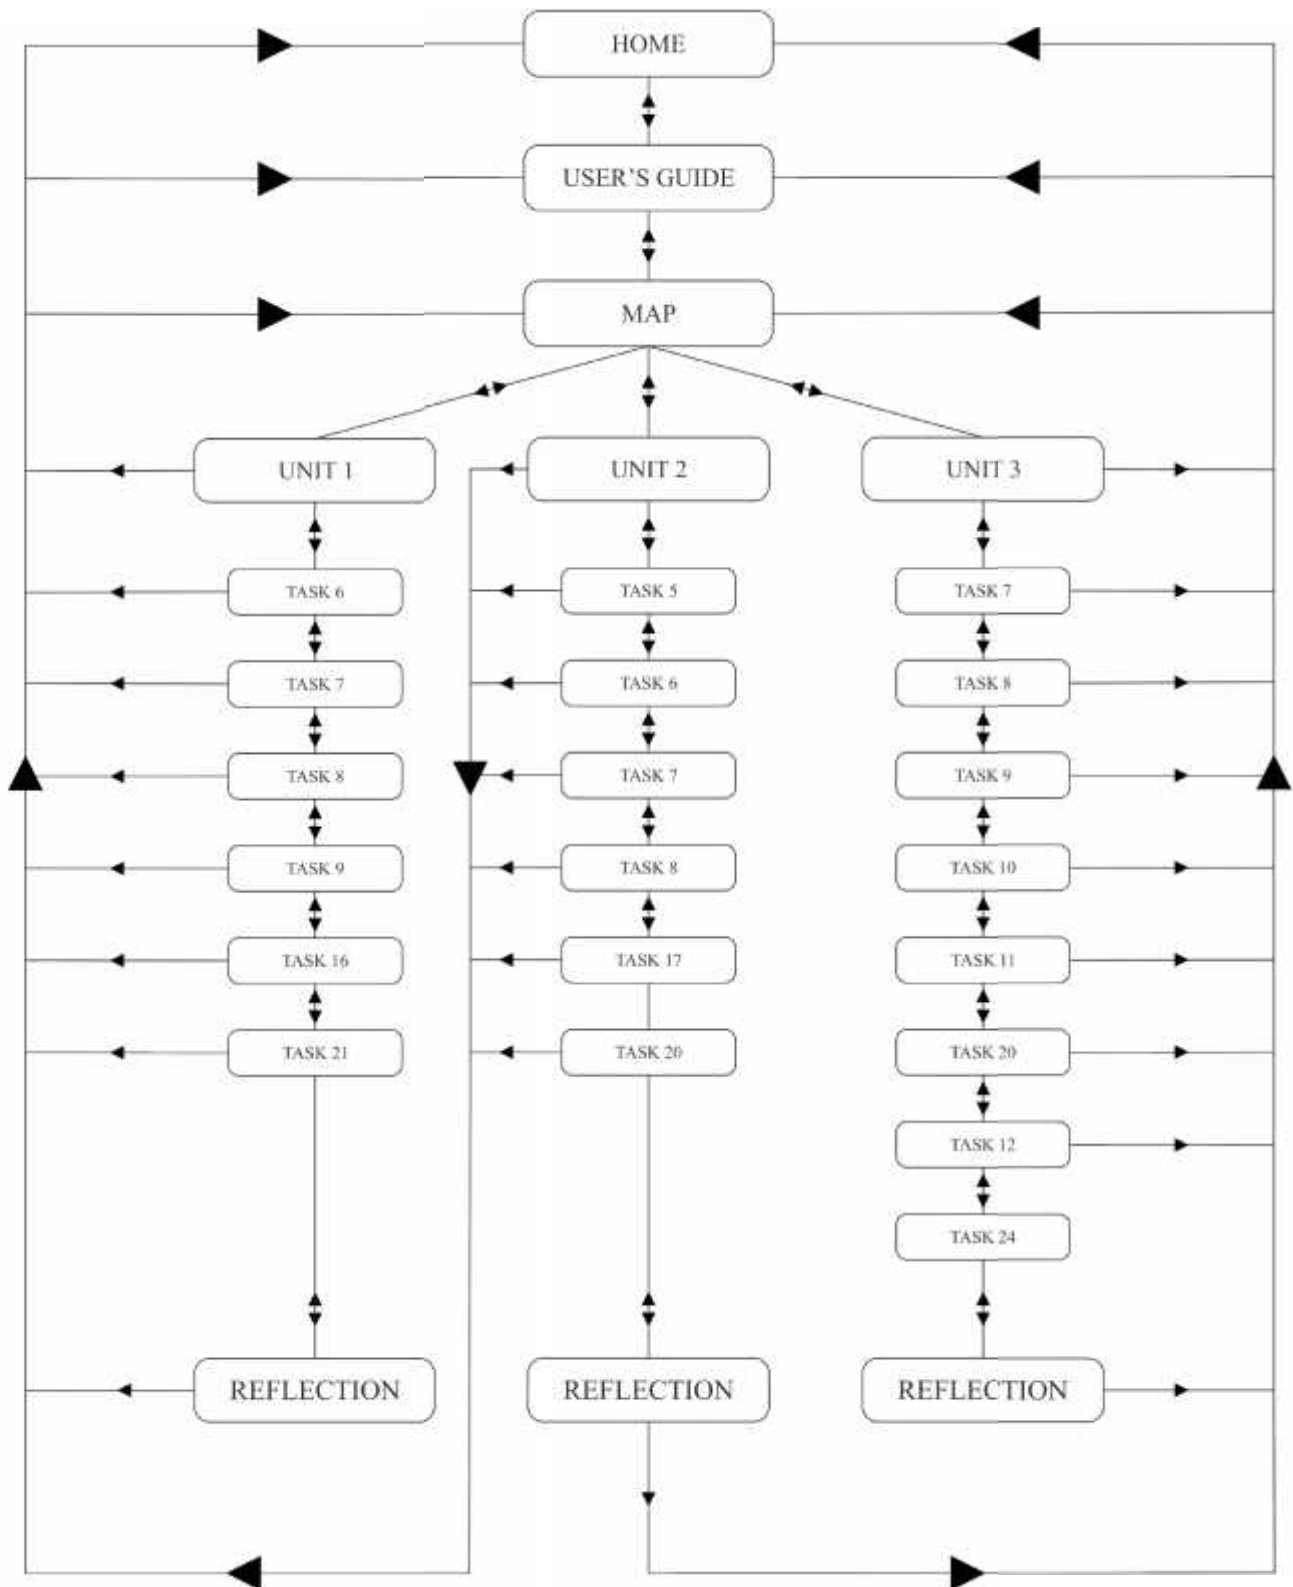 HOME
USER'S GUIDE
MAP
UNIT 1
UNIT 2
UNIT 3
TASK 6
TASK 5
TASK 7
TASK 7
TASK 6
TASK 8
TASK 8
TASK 7
TASK 9
TASK 9
TASK 8
TASK 10
TASK 16
TASK 17
TASK 11
TASK 21
TASK 20
TASK 20
TASK 12
TASK 24
REFLECTION
REFLECTION
REFLECTION